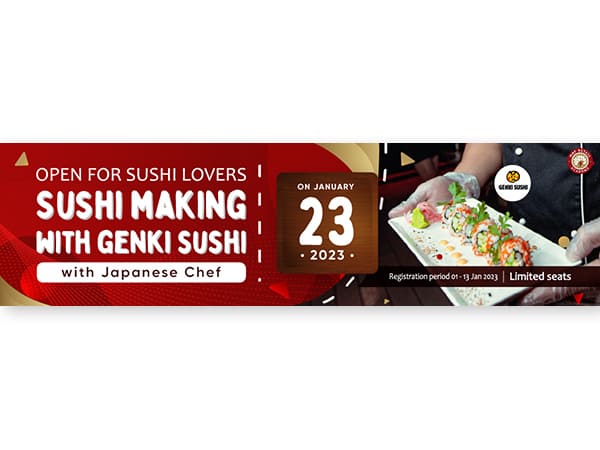 OPEN FOR SUSHI LOVERS
SUSHI MAKING
WITH GENKI SUSHI
with Japanese Chef
ON JANUARY
23
• 2023 •
GENKI SUSHI
Registration period 01 - 13 Jan 2023 | Limited seats